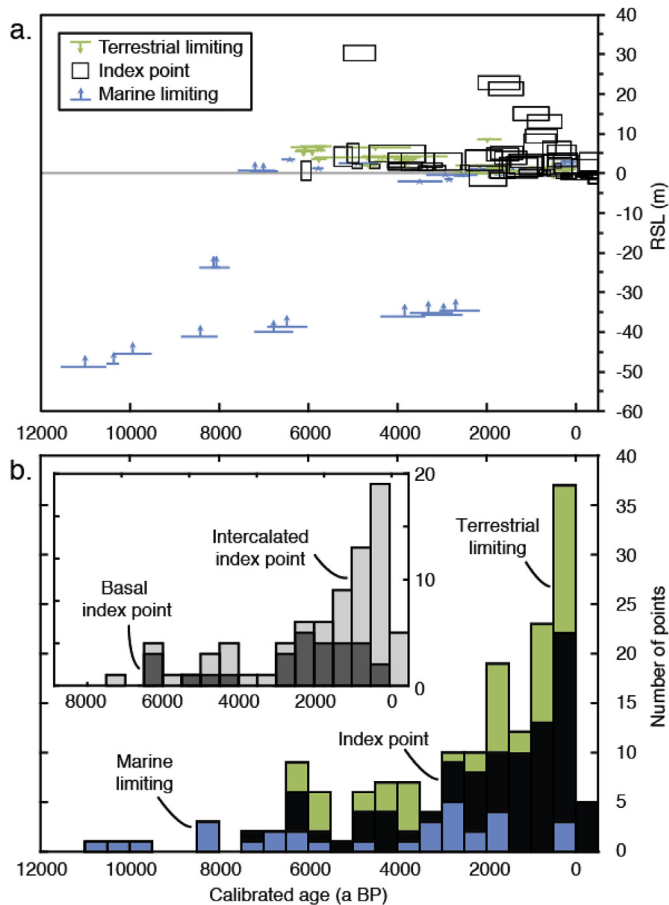 a.
Terrestrial limiting
Index point
Marine limiting
40
30
20
10
0
-10
-20
-30
-40
-50
-60
RSL (m)
12000 10000 8000 6000 4000 2000 0
b.
20
10
0
Intercalated
index point
Basal
index point
8000 6000 4000 2000 0
Terrestrial
limiting
Index point
Marine
limiting
40
35
30
25
20
15
10
5
0
Number of points
12000 10000 8000 6000 4000 2000 0
Calibrated age (a BP)